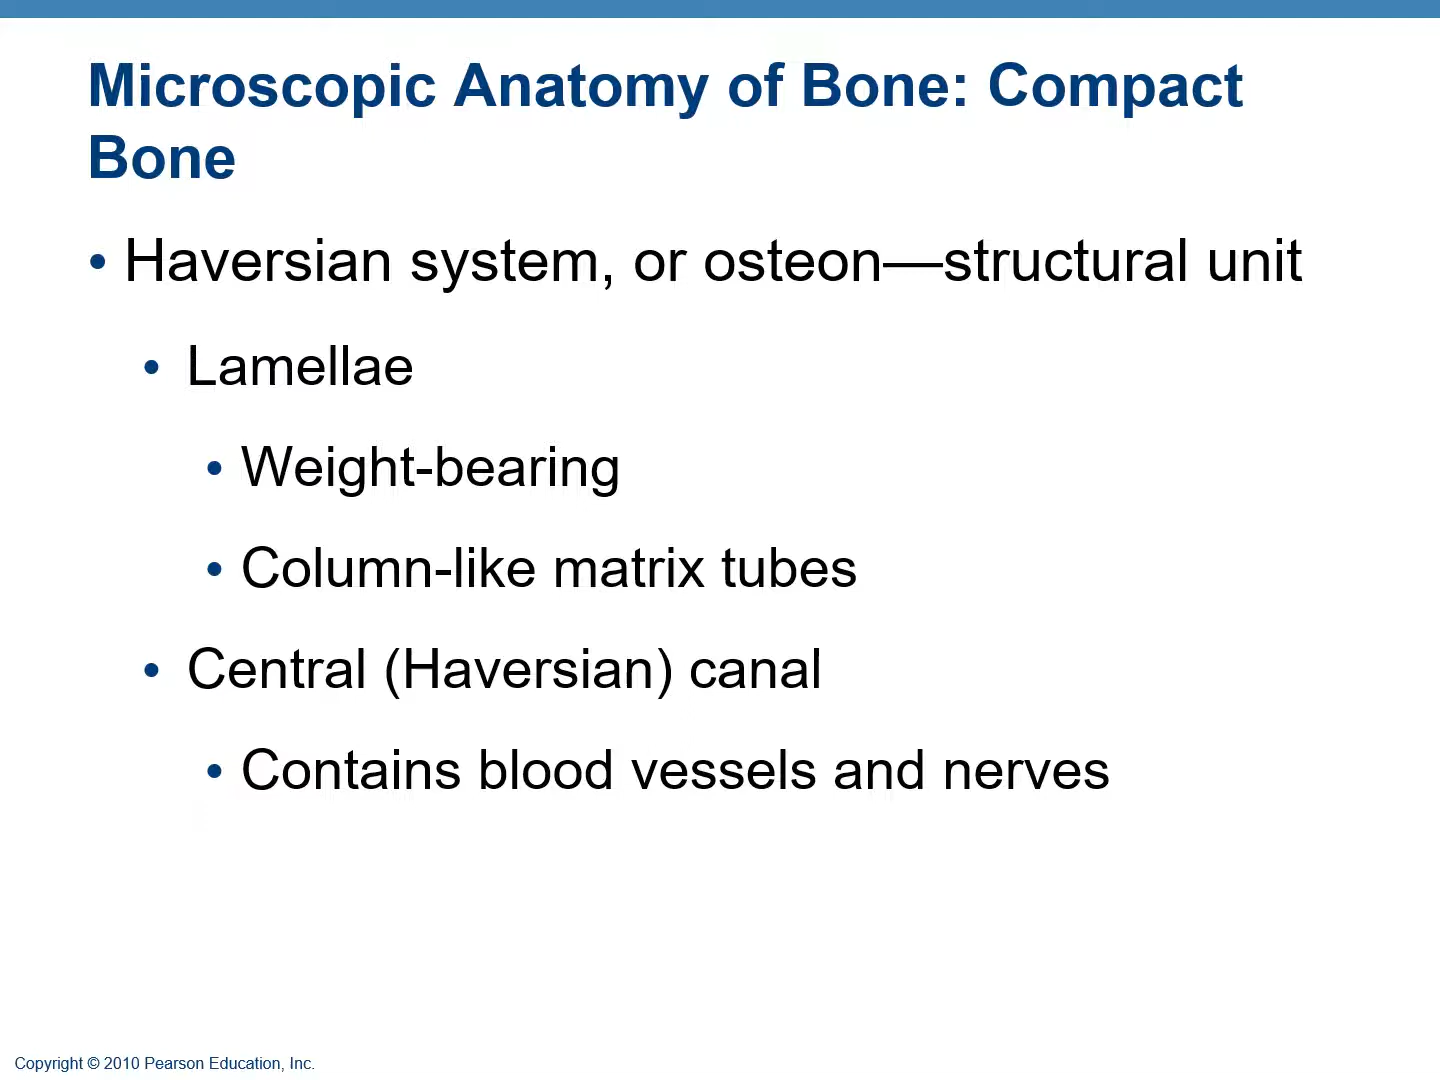 Microscopic Anatomy of Bone: Compact
Bone
• Haversian system, or osteon—structural unit
• Lamellae
• Weight-bearing
• Column-like matrix tubes
• Central (Haversian) canal
• Contains blood vessels and nerves
Copyright © 2010 Pearson Education, Inc.